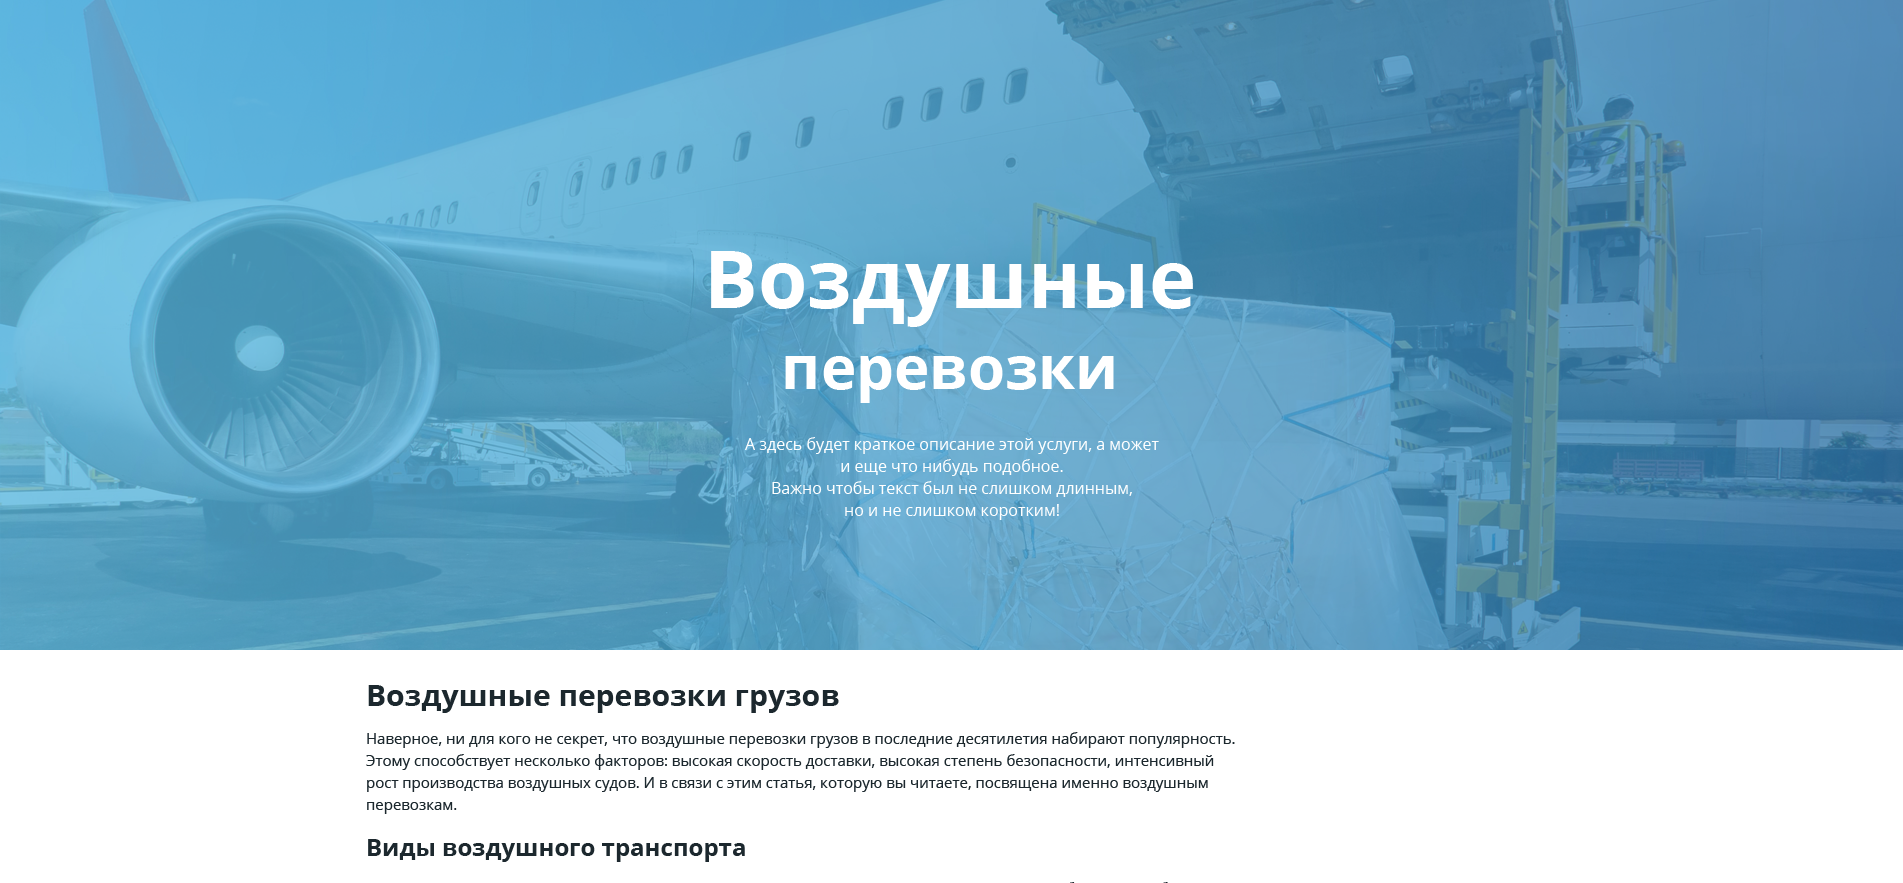 Воздушные
перевозки
А здесь будет краткое описание этой услуги, а может
и еще что нибудь подобное.
Важно чтобы текст был не слишком длинным,
но и не слишком коротким!
Воздушные перевозки грузов
Наверное, ни для кого не секрет, что воздушные перевозки грузов в последние десятилетия набирают популярность.
Этому способствует несколько факторов: высокая скорость доставки, высокая степень безопасности, интенсивный
рост производства воздушных судов. И в связи с этим статья, которую вы читаете, посвящена именно воздушным
перевозкам.
Виды воздушного транспорта